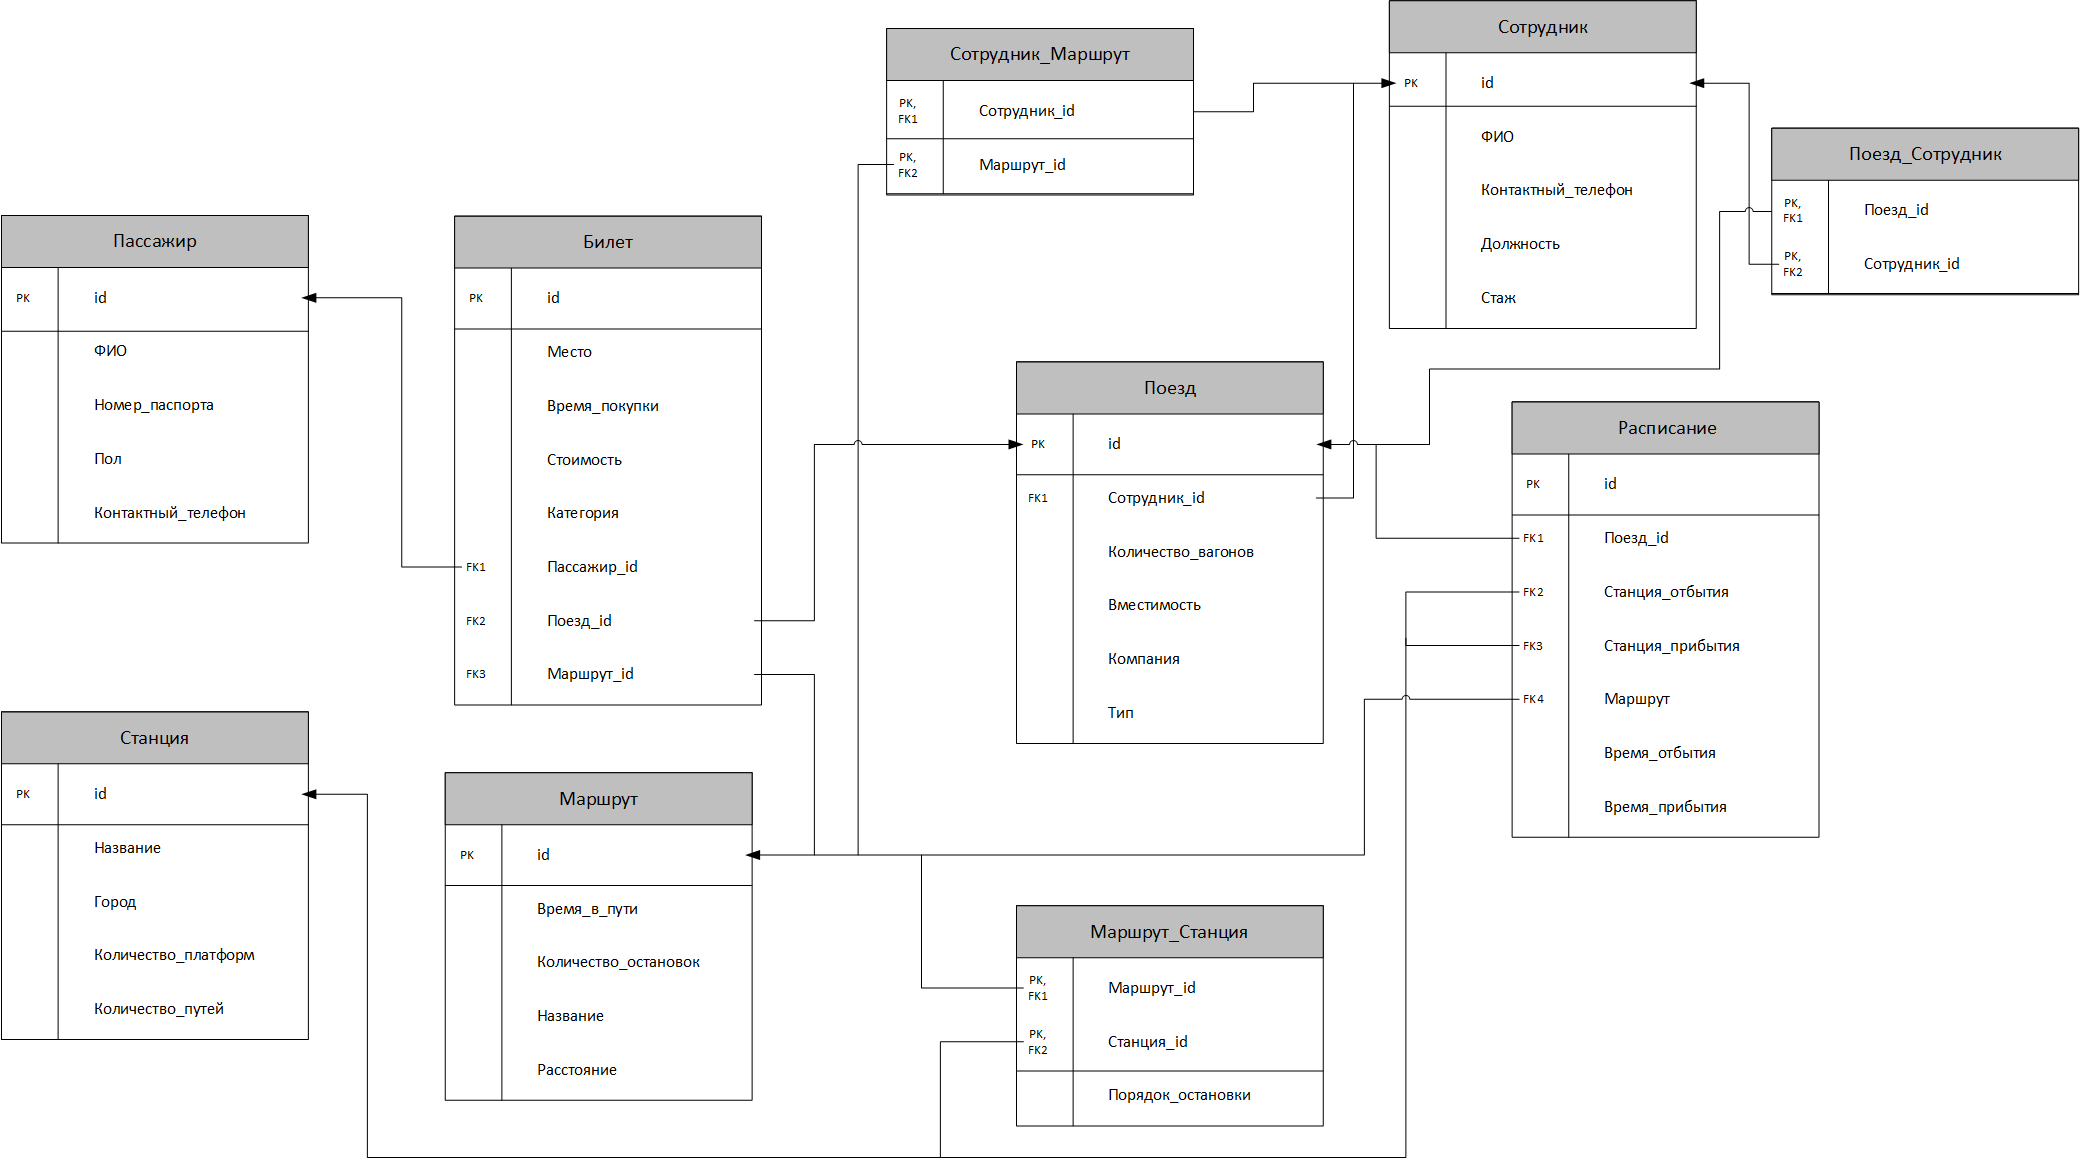 Сотрудник_Маршрут
PK,
FK1
Сотрудник_id
PK,
FK2
Маршрут_id
Сотрудник
PK
id
ФИО
Контактный_телефон
Должность
Стаж
Поезд_Сотрудник
PK,
FK1
Поезд_id
PK,
FK2
Сотрудник_id
Пассажир
PK
id
ФИО
Номер_паспорта
Пол
Контактный_телефон
Билет
PK
id
Место
Время_покупки
Стоимость
Категория
FK1
Пассажир_id
FK2
Поезд_id
FK3
Маршрут_id
Поезд
PK
id
FK1
Сотрудник_id
Количество_вагонов
Вместимость
Компания
Тип
Расписание
PK
id
FK1
Поезд_id
FK2
Станция_отбытия
FK3
Станция_прибытия
FK4
Маршрут
Время_отбытия
Время_прибытия
Станция
PK
id
Название
Город
Количество_платформ
Количество_путей
Маршрут
PK
id
Время_в_пути
Количество_остановок
Название
Расстояние
Маршрут_Станция
PK,
FK1
Маршрут_id
PK,
FK2
Станция_id
Порядок_остановки